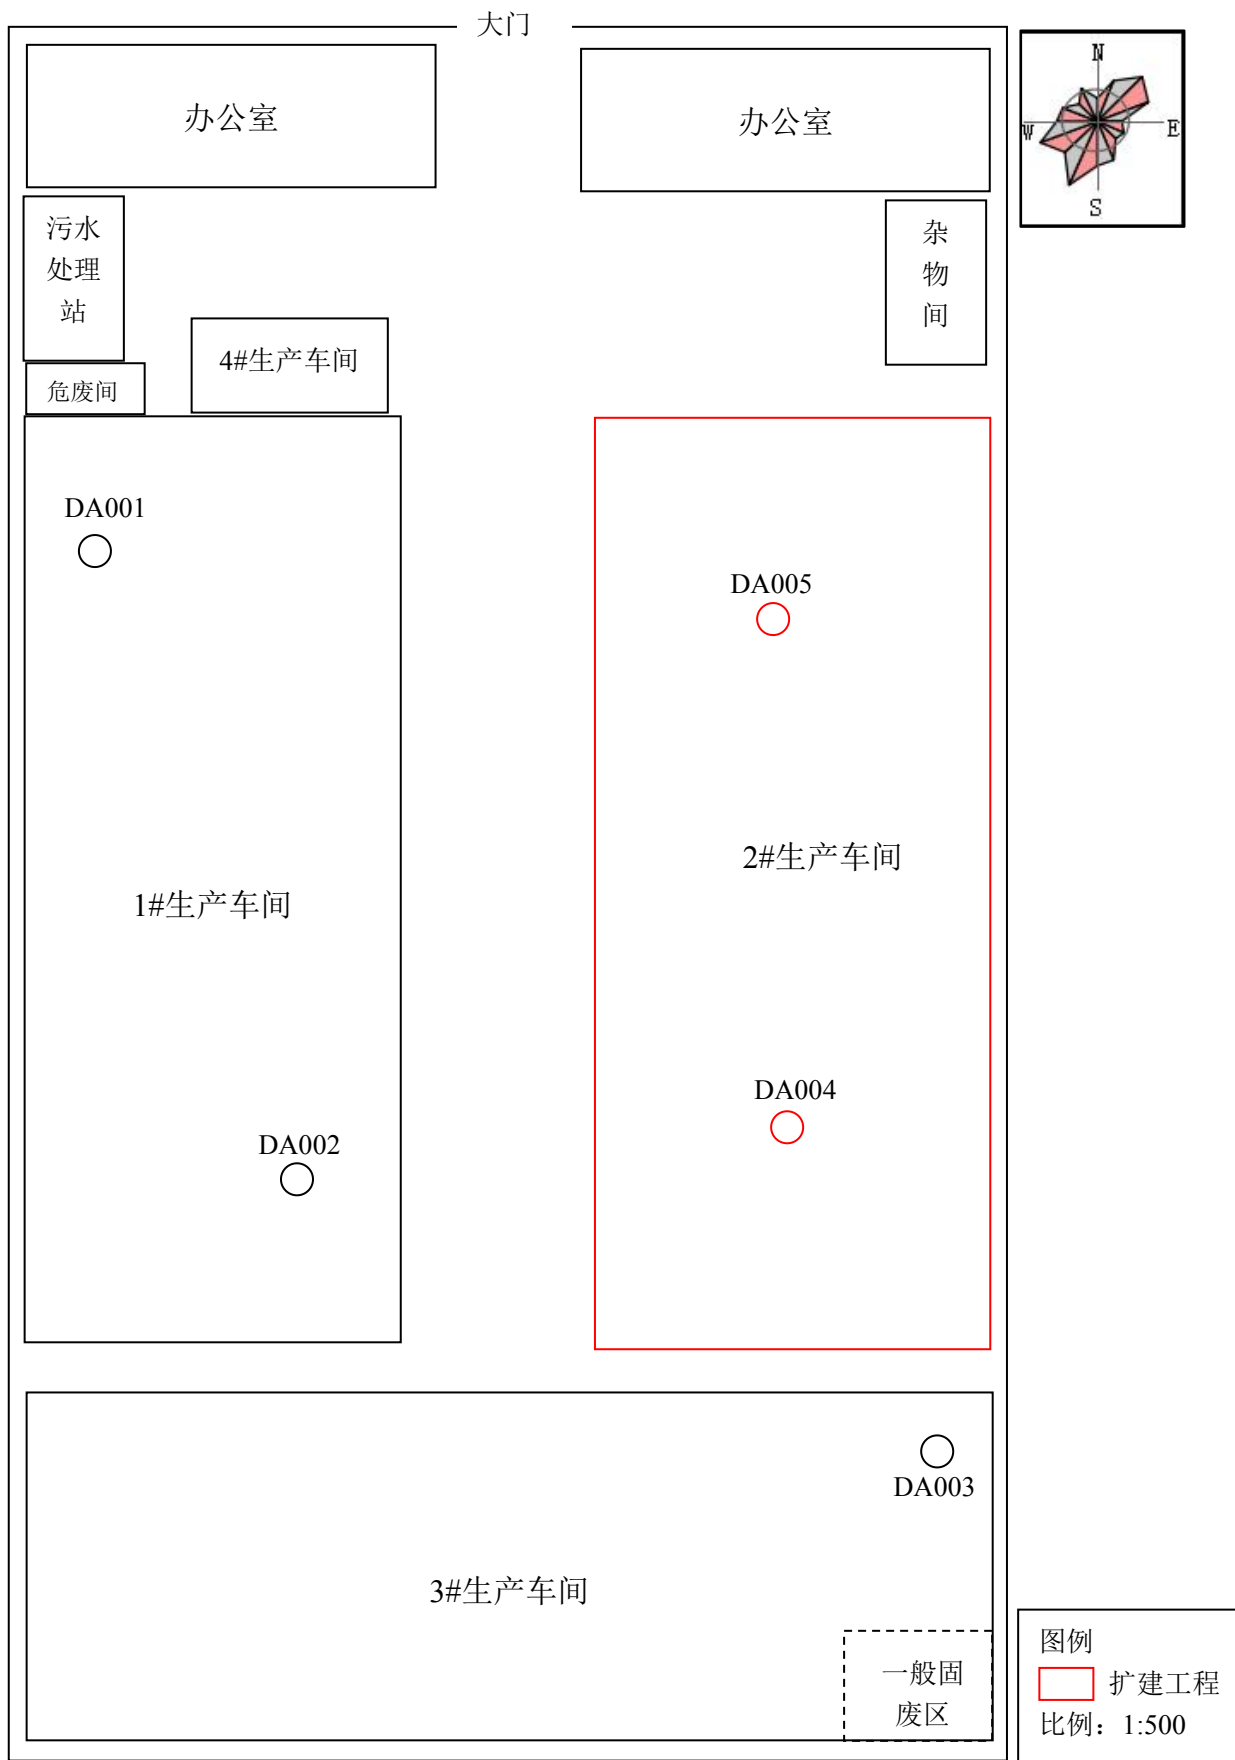 大门
办公室
办公室
N
W
E
S
污水
处理
站
杂
物
间
4#生产车间
危废间
DA001
DA005
2#生产车间
1#生产车间
DA004
DA002
DA003
3#生产车间
一般固
废区
图例
扩建工程
比例：1:500